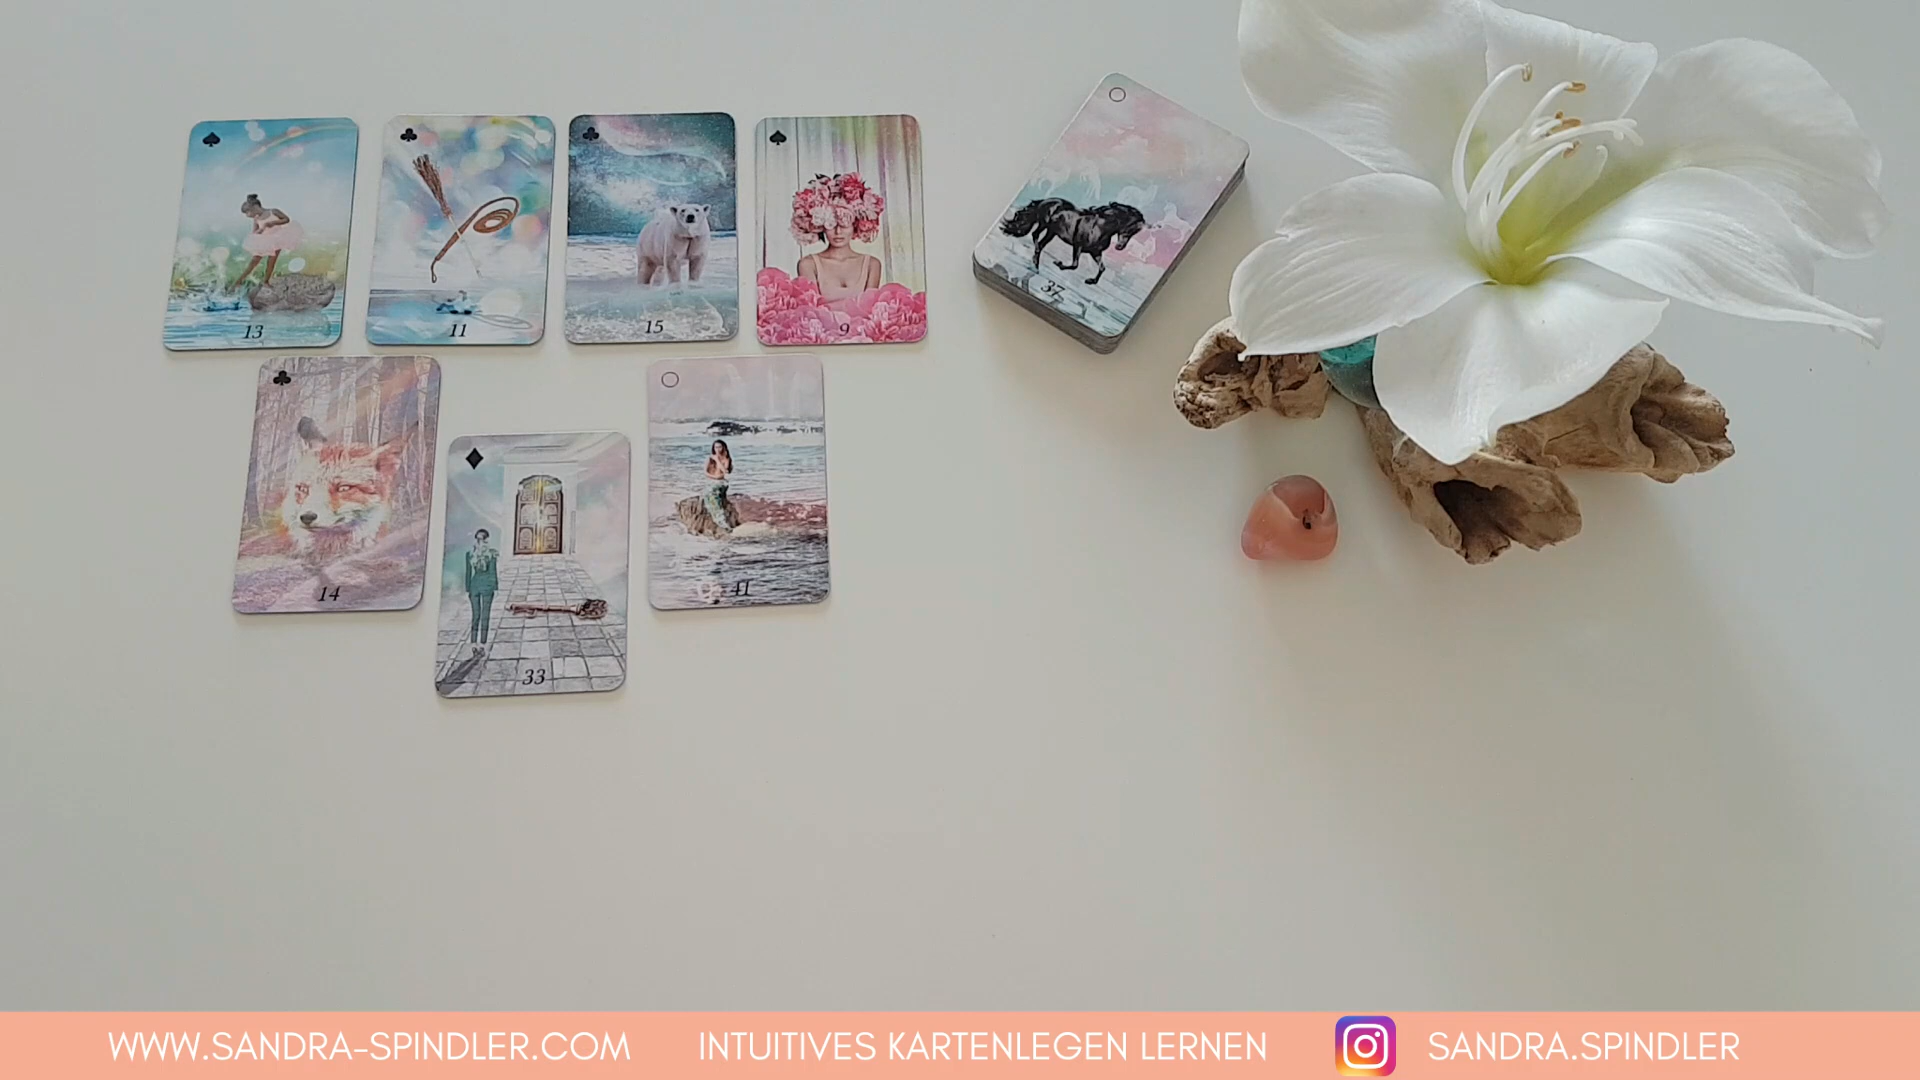 13
11
15
9
37
14
33
41
WWW.SANDRA-SPINDLER.COM
INTUITIVES KARTENLEGEN LERNEN
SANDRA.SPINDLER